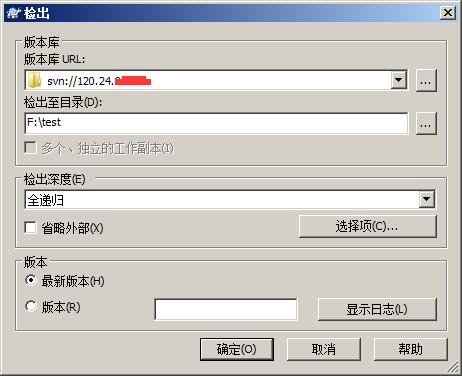 检出
版本库
版本库 URL:
svn://120.24.
...
检出至目录(D):
F:\test
...
多个、独立的工作副本(I)
检出深度(E)
全递归
省略外部(X)
选择项(C)...
版本
最新版本(H)
版本(R)
显示日志(L)
确定(O)
取消
帮助